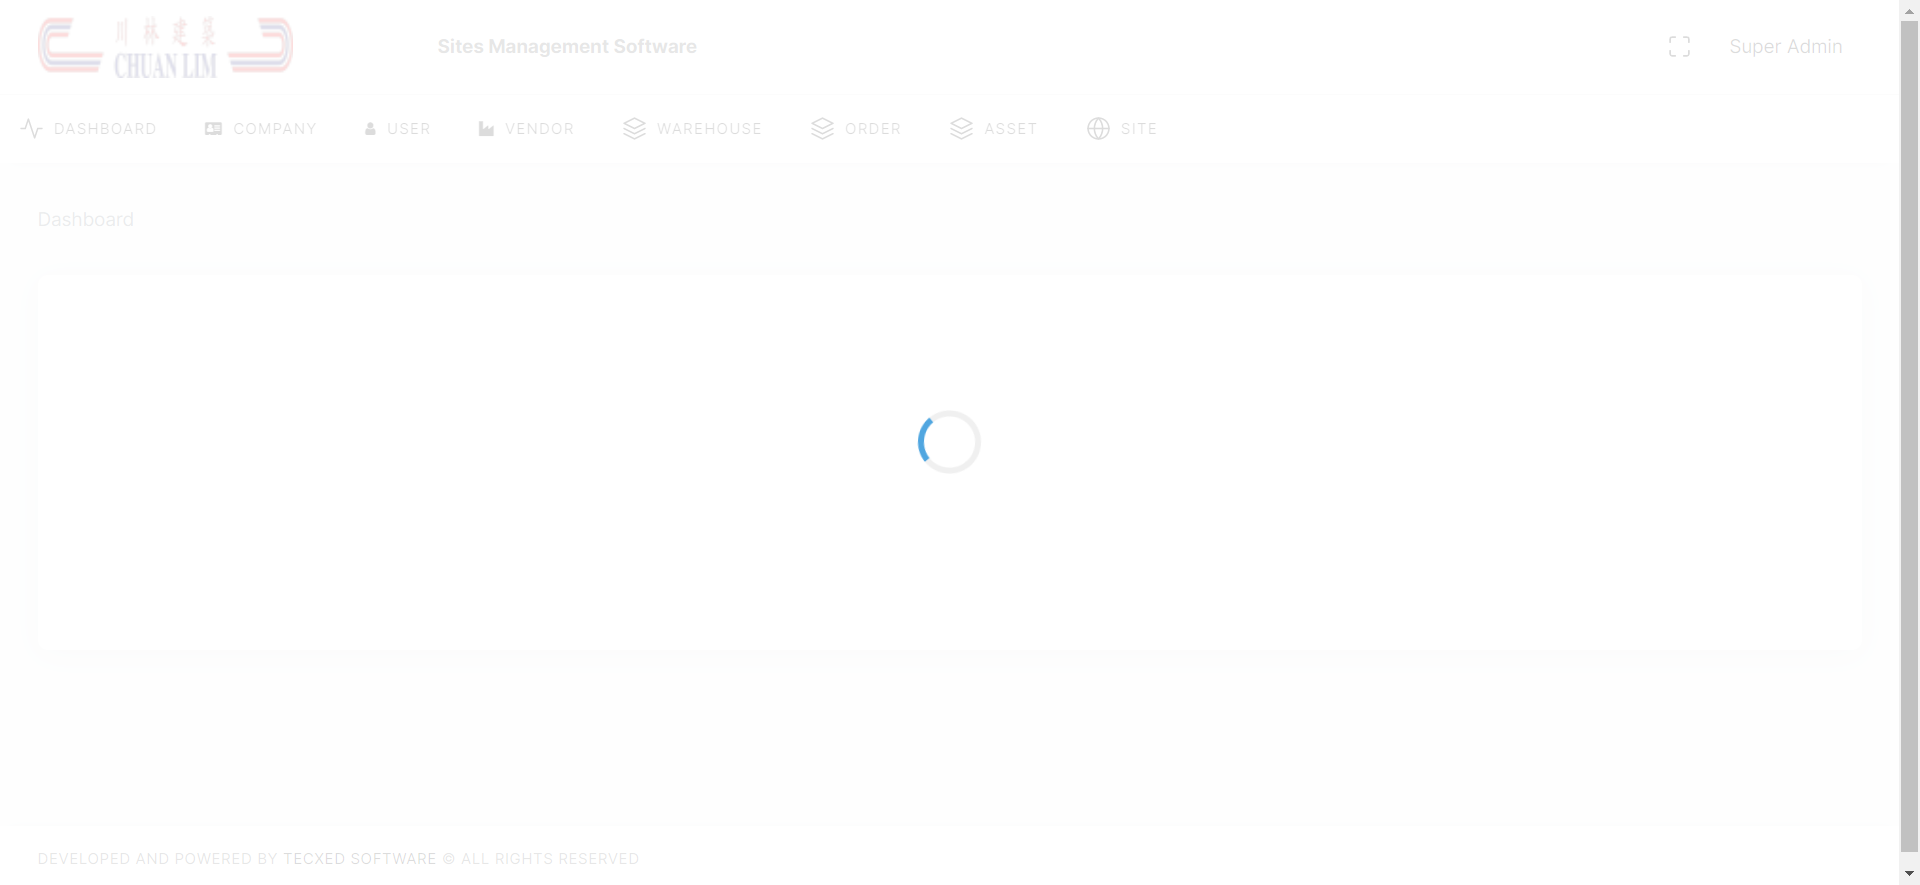 川林建築
CHUAN LIM
Sites Management Software
Super Admin
DASHBOARD COMPANY USER VENDOR WAREHOUSE ORDER ASSET SITE
Dashboard
DEVELOPED AND POWERED BY TECXED SOFTWARE © ALL RIGHTS RESERVED